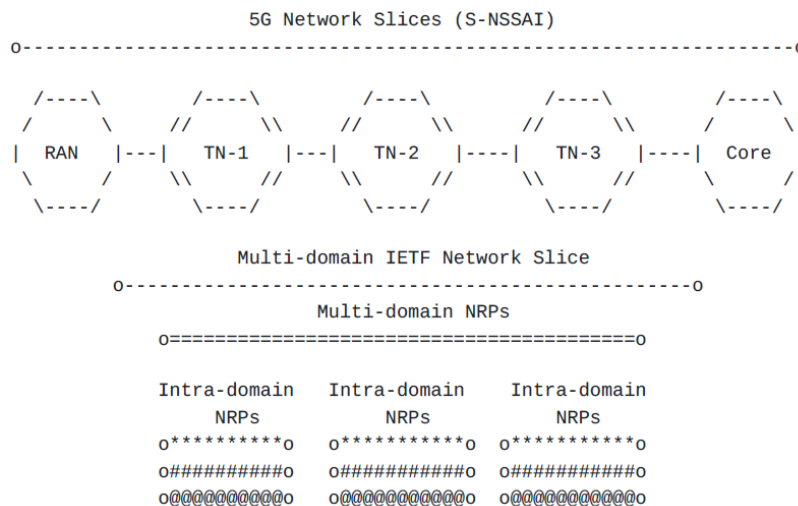 5G Network Slices (S-NSSAI)
o---------------------------------------------------------------------o
/----\ /----\ /----\ /----\ /----\
/ \ // \\ // \\ // \\ / \
| RAN |---| TN-1 |---| TN-2 |----| TN-3 |----| Core
\ / \\ // \\ // \\ // \ /
\----/ \----/ \----/ \----/ \----/
Multi-domain IETF Network Slice
o--------------------------------------------------o
Multi-domain NRPs
o=========================================o
Intra-domain Intra-domain Intra-domain
NRPs NRPs NRPs
o**********o o***********o o***********o
o##########o o###########o o###########o
o@@@@@@@@@@o o@@@@@@@@@@@o o@@@@@@@@@@@o